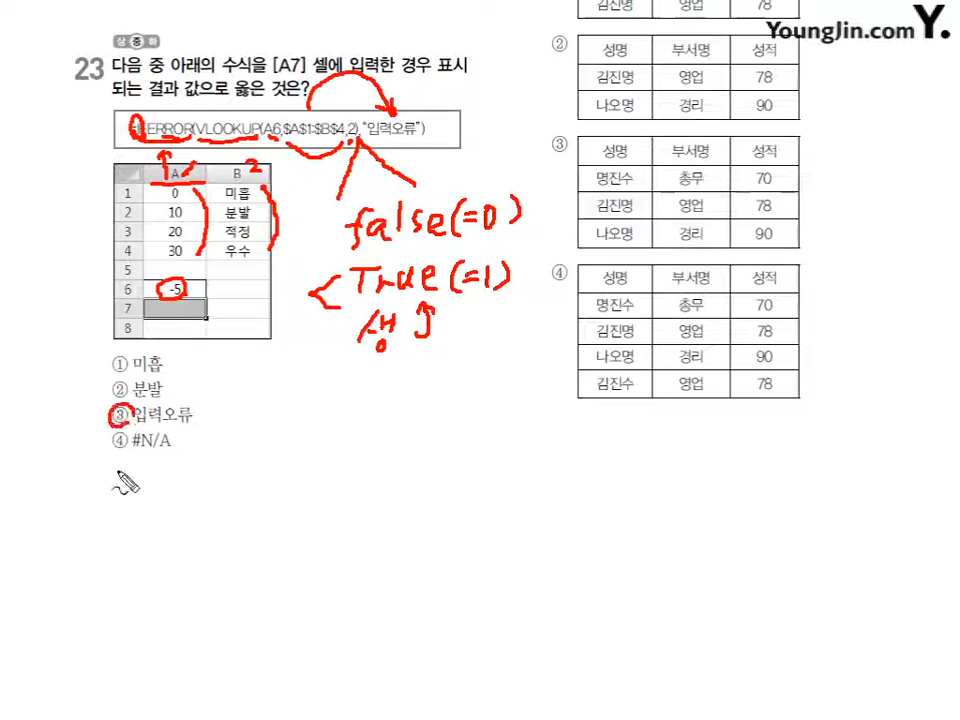 상 중 하
23 다음 중 아래의 수식을 [A7] 셀에 입력한 경우 표시
되는 결과 값으로 옳은 것은?
=IFERROR(VLOOKUP(A6,$A$1:$B$4,2),"입력오류")
A B 2
1 0 미흡
2 10 분발
3 20 적정
4 30 우수
5
6 -5
7
8
false(=0)
True(=1)
생
① 미흡
② 분발
③ 입력오류
④ #N/A
김진명 영업 78
YoungJin.com Y.
② 성명 부서명 성적
김진명 영업 78
나오명 경리 90
③ 성명 부서명 성적
명진수 총무 70
김진명 영업 78
나오명 경리 90
④ 성명 부서명 성적
명진수 총무 70
김진명 영업 78
나오명 경리 90
김진수 영업 78